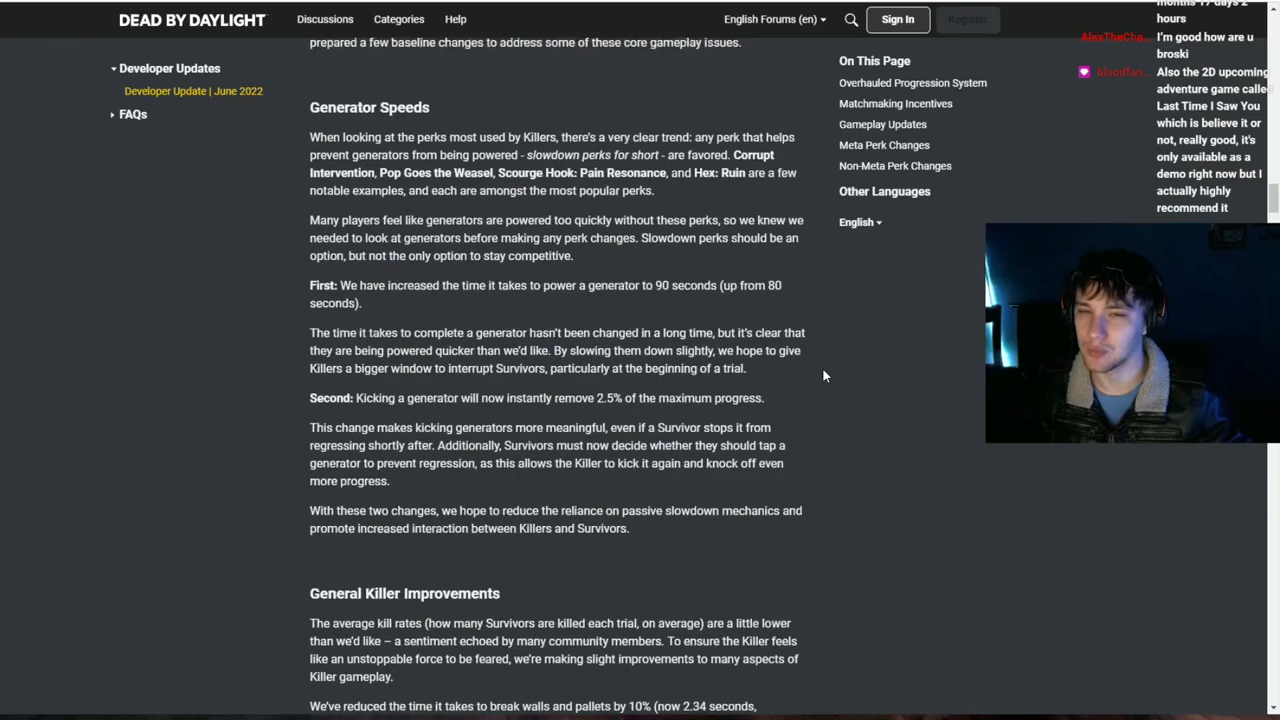 DEAD BY DAYLIGHT
Discussions
Categories
Help
English Forums (en)
Sign In
Register
Developer Updates
Developer Update | June 2022
FAQs
prepared a few baseline changes to address some of these core gameplay issues.
Generator Speeds
When looking at the perks most used by Killers, there's a very clear trend: any perk that helps
prevent generators from being powered - slowdown perks for short - are favored. Corrupt
Intervention, Pop Goes the Weasel, Scourge Hook: Pain Resonance, and Hex: Ruin are a few
notable examples, and each are amongst the most popular perks.
Many players feel like generators are powered too quickly without these perks, so we knew we
needed to look at generators before making any perk changes. Slowdown perks should be an
option, but not the only option to stay competitive.
First: We have increased the time it takes to power a generator to 90 seconds (up from 80
seconds).
The time it takes to complete a generator hasn't been changed in a long time, but it's clear that
they are being powered quicker than we'd like. By slowing them down slightly, we hope to give
Killers a bigger window to interrupt Survivors, particularly at the beginning of a trial.
Second: Kicking a generator will now instantly remove 2.5% of the maximum progress.
This change makes kicking generators more meaningful, even if a Survivor stops it from
regressing shortly after. Additionally, Survivors must now decide whether they should tap a
generator to prevent regression, as this allows the Killer to kick it again and knock off even
more progress.
With these two changes, we hope to reduce the reliance on passive slowdown mechanics and
promote increased interaction between Killers and Survivors.
General Killer Improvements
The average kill rates (how many Survivors are killed each trial, on average) are a little lower
than we'd like – a sentiment echoed by many community members. To ensure the Killer feels
like an unstoppable force to be feared, we're making slight improvements to many aspects of
Killer gameplay.
We've reduced the time it takes to break walls and pallets by 10% (now 2.34 seconds,
On This Page
Overhauled Progression System
Matchmaking Incentives
Gameplay Updates
Meta Perk Changes
Non-Meta Perk Changes
Other Languages
English
months 17 days 2
hours
AlexTheCha... I'm good how are u
broski
bloodfan... Also the 2D upcoming
adventure game called
Last Time I Saw You
which is believe it or
not, really good, it's
only available as a
demo right now but I
actually highly
recommend it